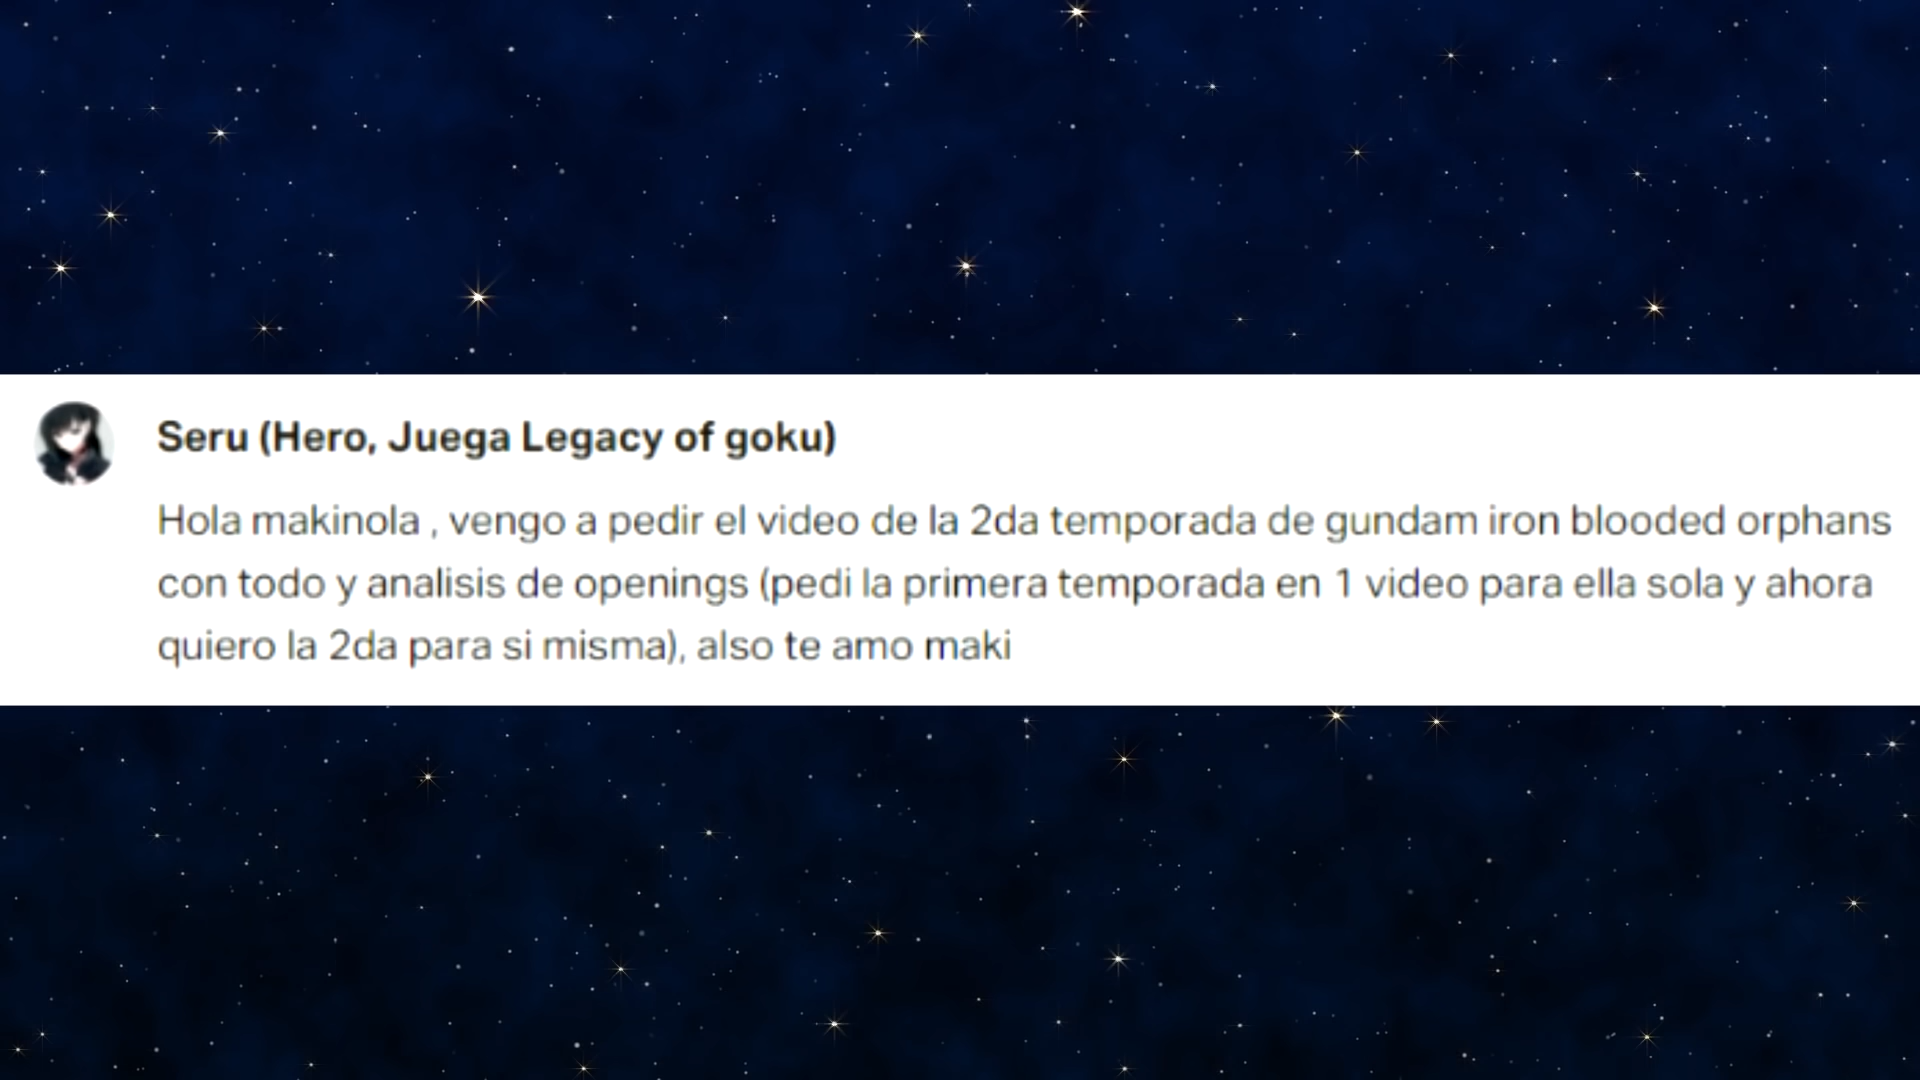 Seru (Hero, Juega Legacy of goku)
Hola makinola , vengo a pedir el video de la 2da temporada de gundam iron blooded orphans
con todo y analisis de openings (pedi la primera temporada en 1 video para ella sola y ahora
quiero la 2da para si misma), also te amo maki